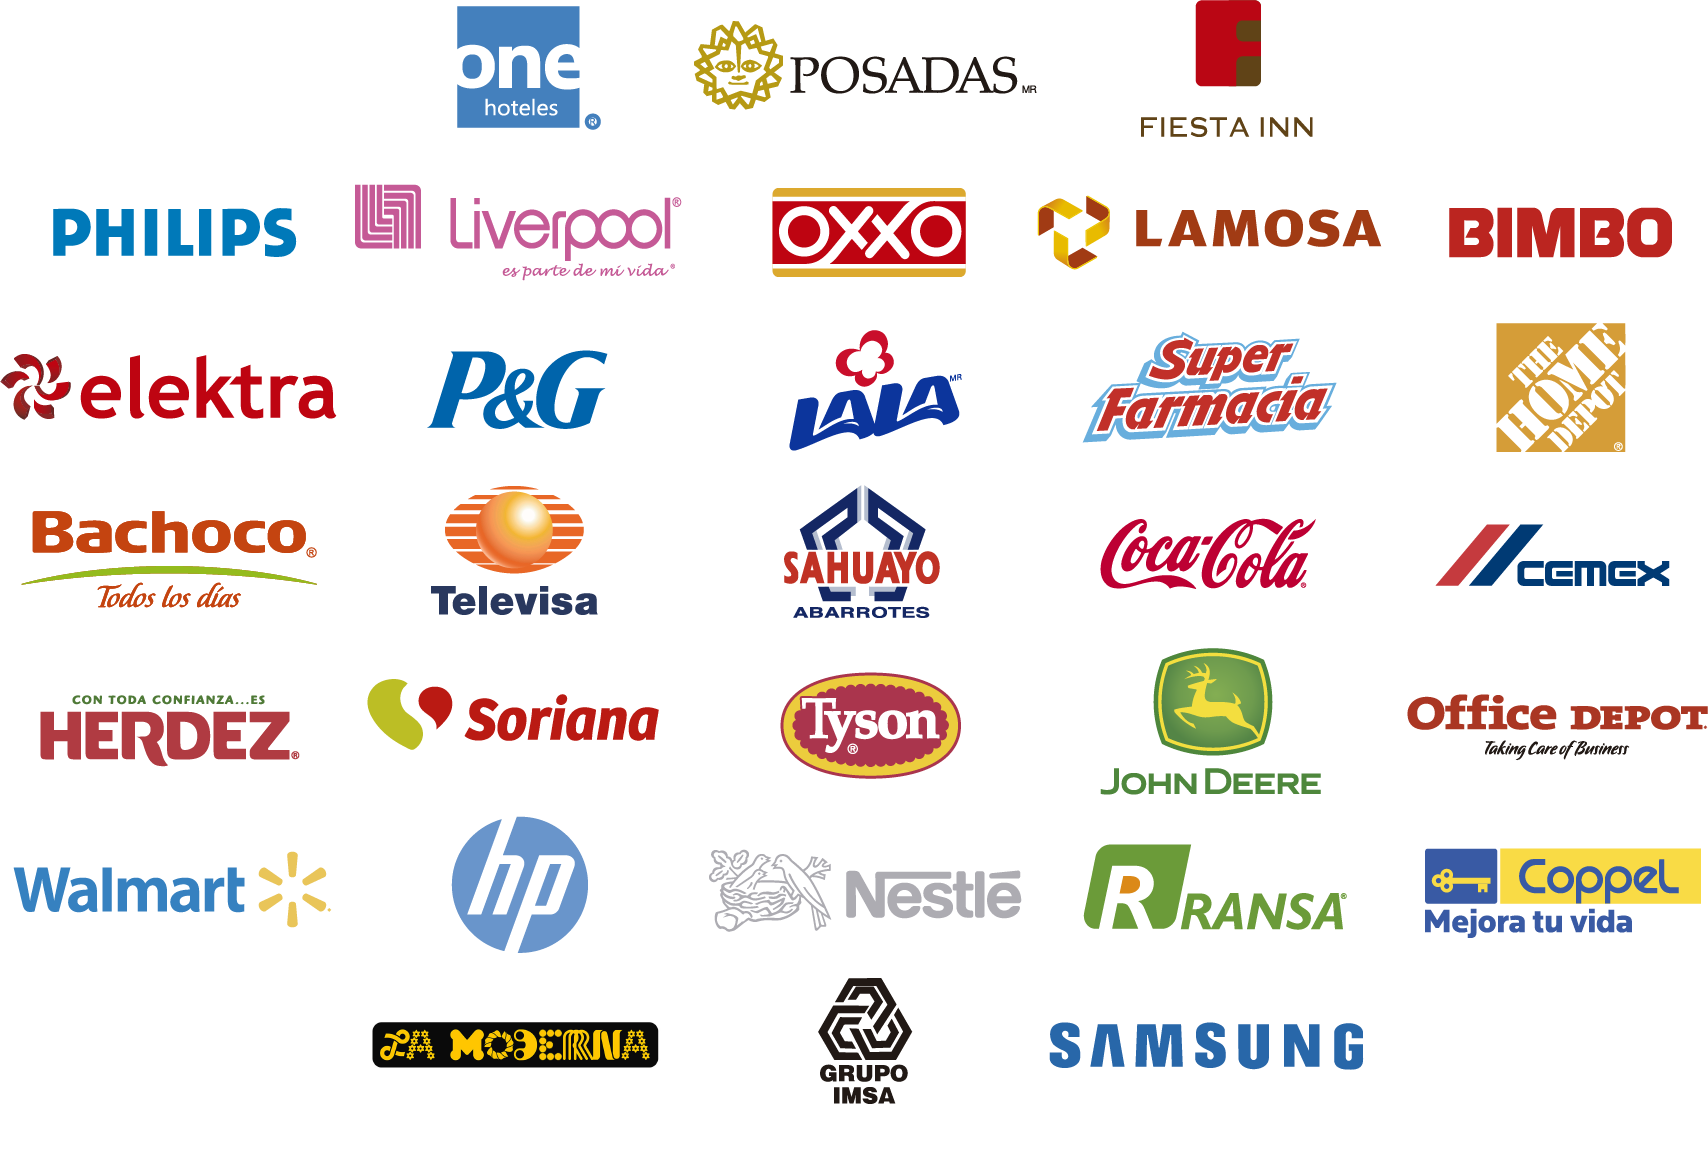 one
hoteles
®
POSADAS MR
F
FIESTA INN
PHILIPS
Liverpool®
es parte de mi vida®
OXXO
LAMOSA
BIMBO
elektra
P&G
LALA MR
Super
Farmacia
THE
HOME
DEPOT
®
Bachoco®
Todos los días
Televisa
SAHUAYO
ABARROTES
Coca-Cola®
CEMEX
CON TODA CONFIANZA...ES
HERDEZ®
Soriana
Tyson
®
JOHN DEERE
Office DEPOT.
Taking Care of Business
Walmart
hp
Nestlé
R RANSA®
Coppel
Mejora tu vida
LA MODERNA
GRUPO
IMSA
SAMSUNG